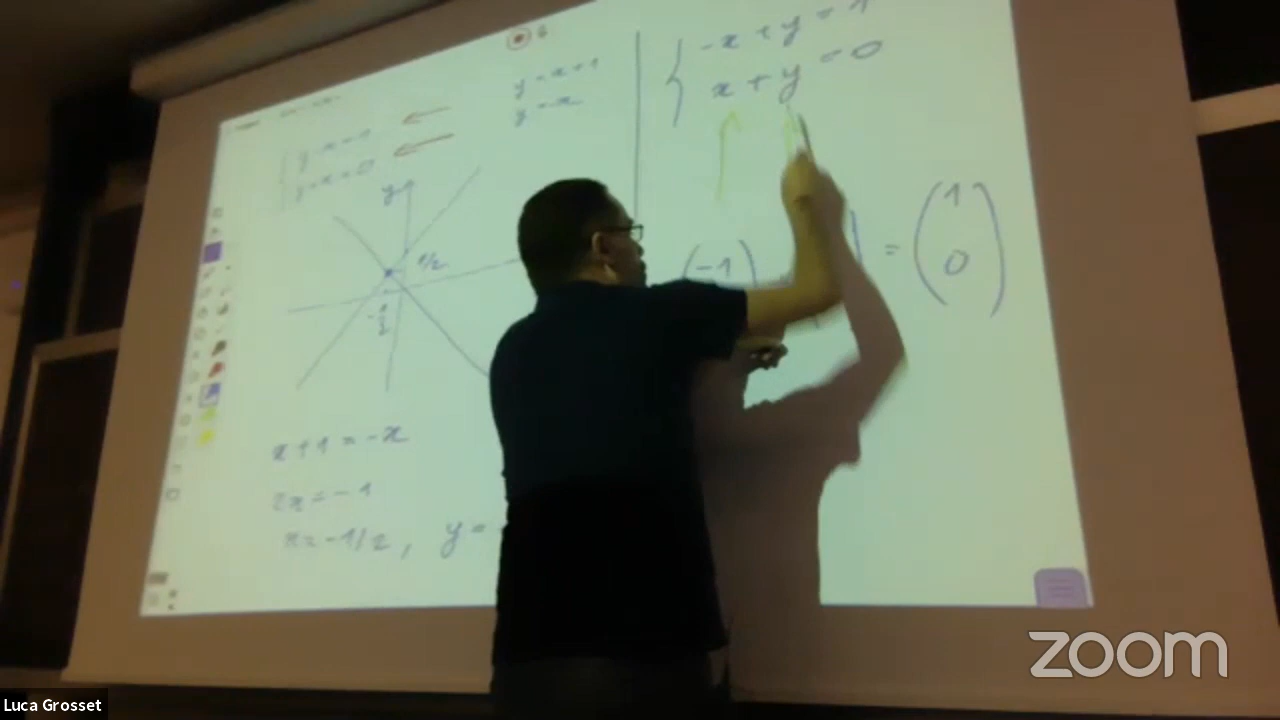 y = x + 1
y = -x
y - x = 1
y + x = 0
y
1/2
- 1/2
x + 1 = -x
2x = -1
x = -1/2, y =
-x + y = 1
x + y = 0
(-1
) = (1
0)
zoom
Luca Grosset